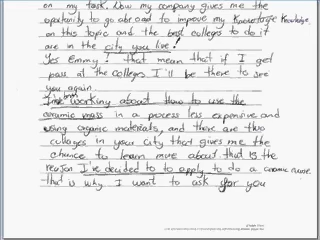 on my task. Now my company gives me the
oportunity to go abroad to improve my knowledge
on this topic and the best colleges to do it
are in the city you live!
Yes Emmy! that mean that if I get
pass at the colleges I'll be there to see
you again.
I've been working about how to use the
ceramic mass in a process less expensive and
using organic materials, and there are two
collages in your city that gives me the
chance to learn more about that is the
reason I've decided to to apply to do a course
that is why I want to ask for you